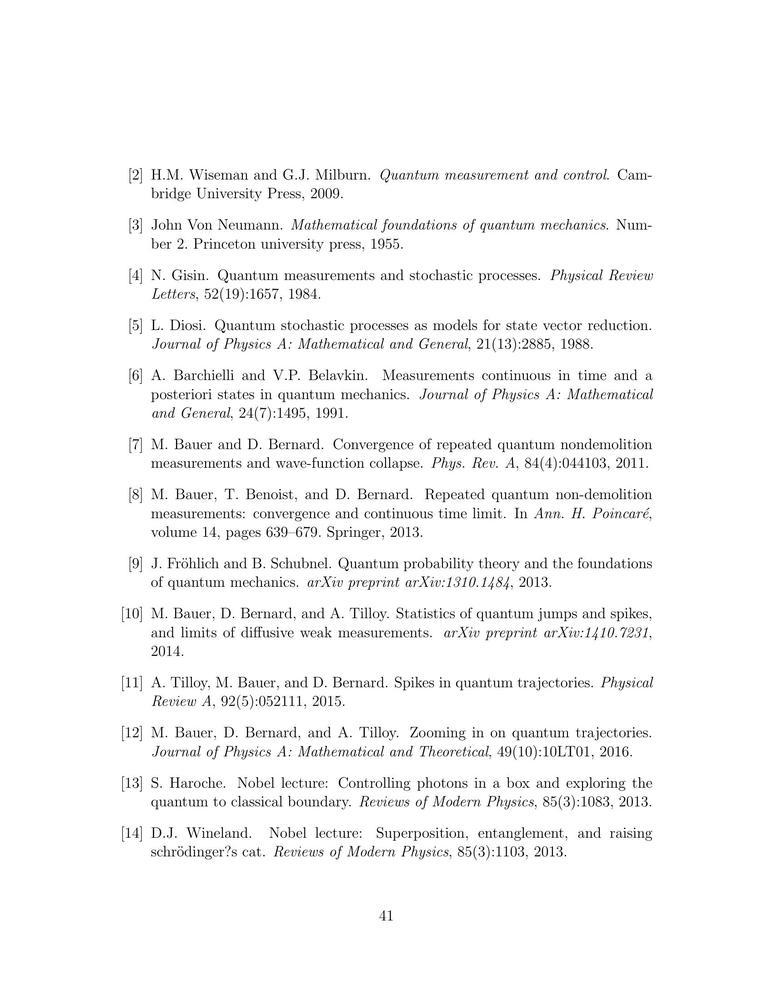 [2] H.M. Wiseman and G.J. Milburn. Quantum measurement and control. Cam-
bridge University Press, 2009.
[3] John Von Neumann. Mathematical foundations of quantum mechanics. Num-
ber 2. Princeton university press, 1955.
[4] N. Gisin. Quantum measurements and stochastic processes. Physical Review
Letters, 52(19):1657, 1984.
[5] L. Diosi. Quantum stochastic processes as models for state vector reduction.
Journal of Physics A: Mathematical and General, 21(13):2885, 1988.
[6] A. Barchielli and V.P. Belavkin. Measurements continuous in time and a
posteriori states in quantum mechanics. Journal of Physics A: Mathematical
and General, 24(7):1495, 1991.
[7] M. Bauer and D. Bernard. Convergence of repeated quantum nondemolition
measurements and wave-function collapse. Phys. Rev. A, 84(4):044103, 2011.
[8] M. Bauer, T. Benoist, and D. Bernard. Repeated quantum non-demolition
measurements: convergence and continuous time limit. In Ann. H. Poincaré,
volume 14, pages 639–679. Springer, 2013.
[9] J. Fröhlich and B. Schubnel. Quantum probability theory and the foundations
of quantum mechanics. arXiv preprint arXiv:1310.1484, 2013.
[10] M. Bauer, D. Bernard, and A. Tilloy. Statistics of quantum jumps and spikes,
and limits of diffusive weak measurements. arXiv preprint arXiv:1410.7231,
2014.
[11] A. Tilloy, M. Bauer, and D. Bernard. Spikes in quantum trajectories. Physical
Review A, 92(5):052111, 2015.
[12] M. Bauer, D. Bernard, and A. Tilloy. Zooming in on quantum trajectories.
Journal of Physics A: Mathematical and Theoretical, 49(10):10LT01, 2016.
[13] S. Haroche. Nobel lecture: Controlling photons in a box and exploring the
quantum to classical boundary. Reviews of Modern Physics, 85(3):1083, 2013.
[14] D.J. Wineland. Nobel lecture: Superposition, entanglement, and raising
schrödinger?s cat. Reviews of Modern Physics, 85(3):1103, 2013.
41